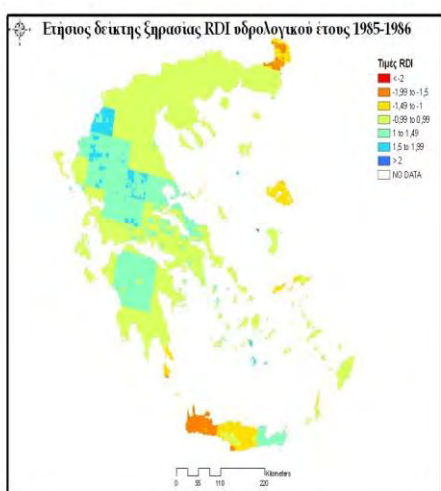 Ετήσιος δείκτης ξηρασίας RDI υδρολογικού έτους 1985-1986
Τιμές RDI
< -2
-1,99 to -1,5
-1,49 to -1
-0,99 to 0,99
1 to 1,49
1,5 to 1,99
> 2
NO DATA
Kilometers
0 55 110 220